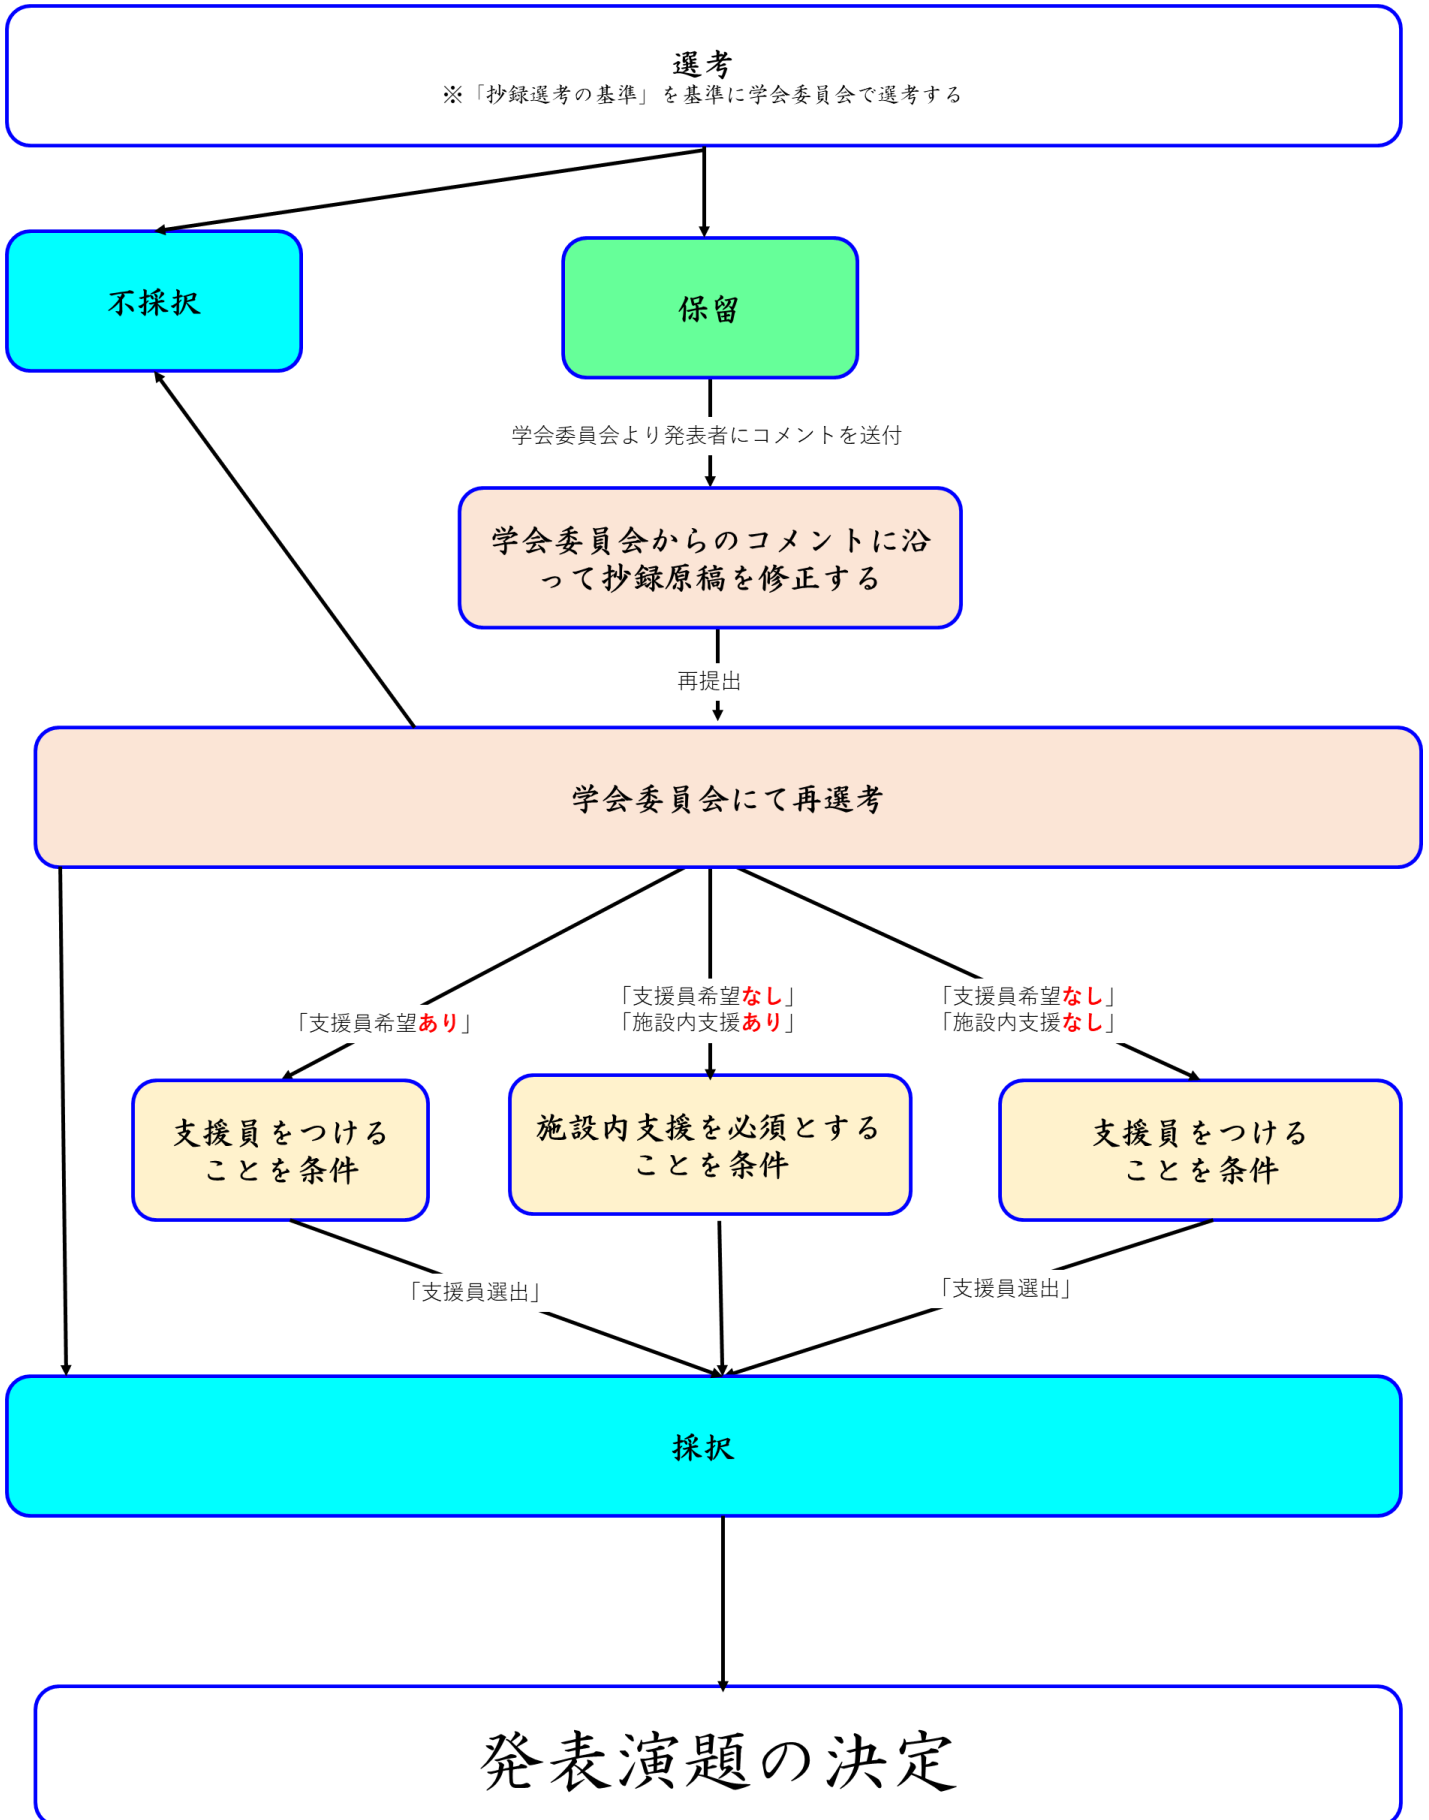 選考
※「抄録選考の基準」を基準に学会委員会で選考する
不採択
保留
学会委員会より発表者にコメントを送付
学会委員会からのコメントに沿
って抄録原稿を修正する
再提出
学会委員会にて再選考
「支援員希望あり」
「支援員希望なし」
「施設内支援あり」
「支援員希望なし」
「施設内支援なし」
支援員をつける
ことを条件
施設内支援を必須とする
ことを条件
支援員をつける
ことを条件
「支援員選出」
「支援員選出」
採択
発表演題の決定